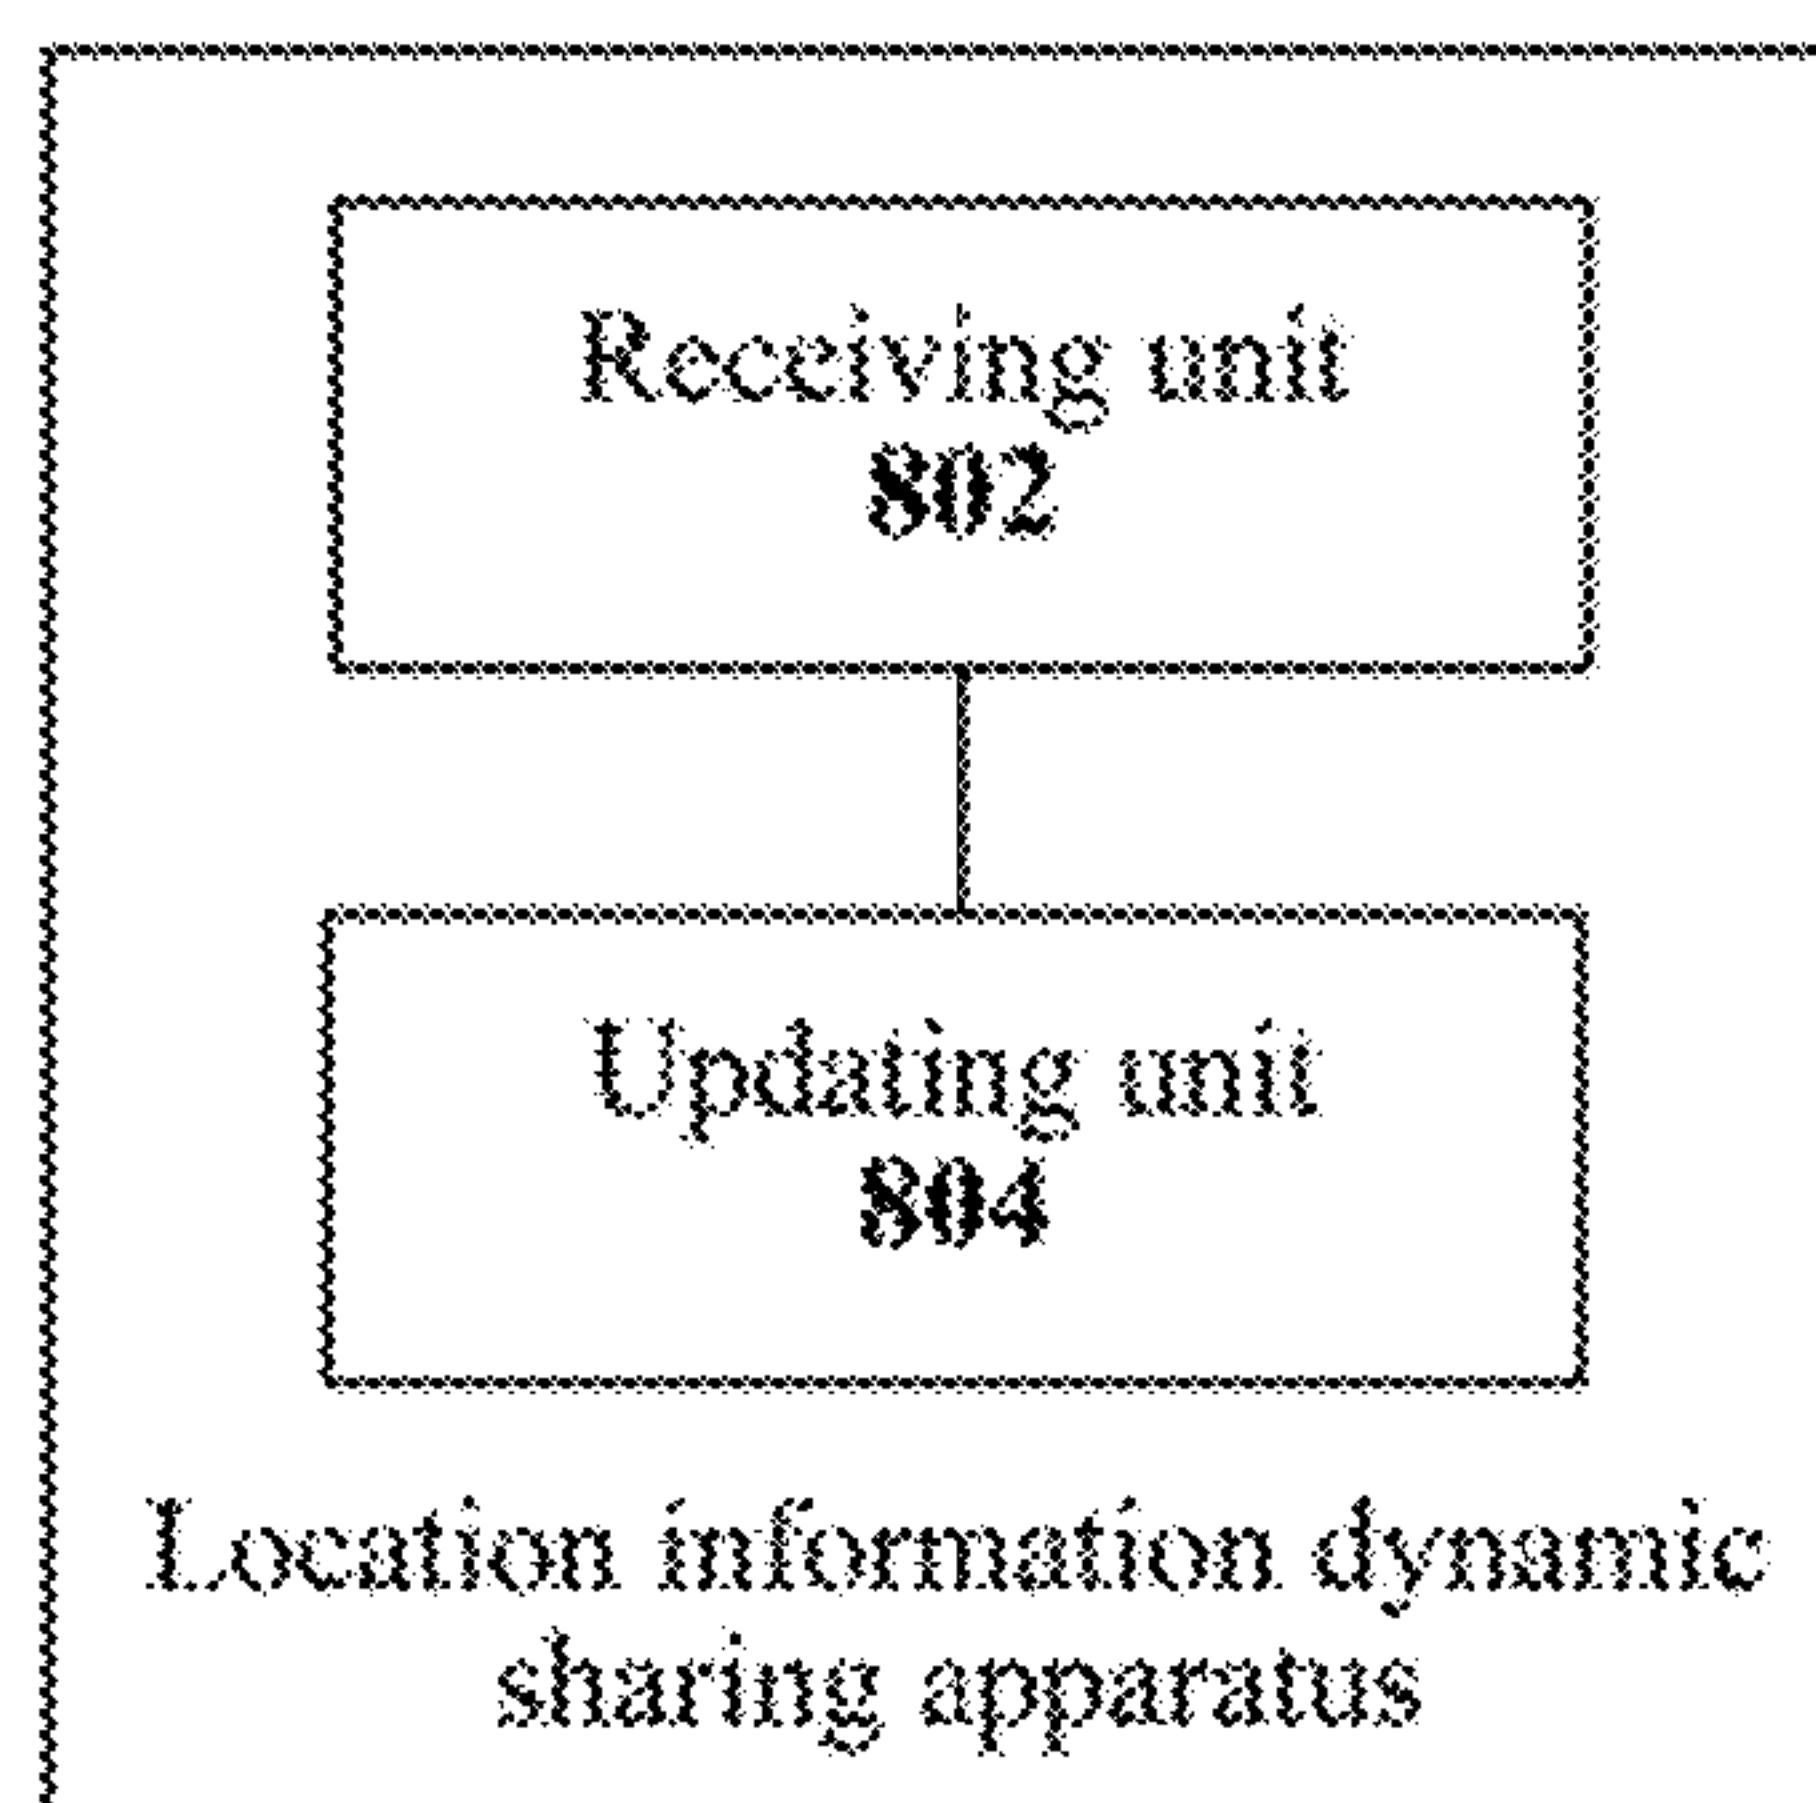 Receiving unit
802
Updating unit
804
Location information dynamic
sharing apparatus